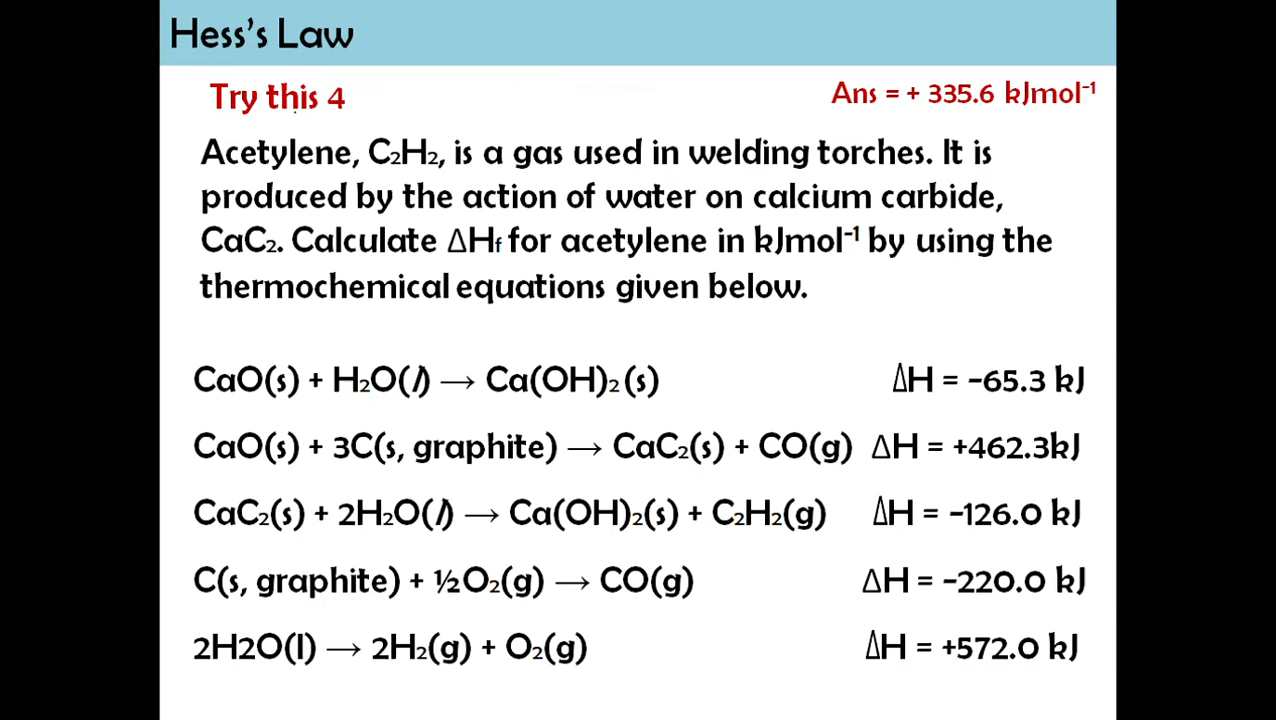 Hess's Law
Try this 4
Ans = + 335.6 kJmol⁻¹
Acetylene, C₂H₂, is a gas used in welding torches. It is
produced by the action of water on calcium carbide,
CaC₂. Calculate ΔHf for acetylene in kJmol⁻¹ by using the
thermochemical equations given below.
CaO(s) + H₂O(l) → Ca(OH)₂(s) ΔH = −65.3 kJ
CaO(s) + 3C(s, graphite) → CaC₂(s) + CO(g) ΔH = +462.3kJ
CaC₂(s) + 2H₂O(l) → Ca(OH)₂(s) + C₂H₂(g) ΔH = −126.0 kJ
C(s, graphite) + ½O₂(g) → CO(g) ΔH = −220.0 kJ
2H2O(l) → 2H₂(g) + O₂(g) ΔH = +572.0 kJ